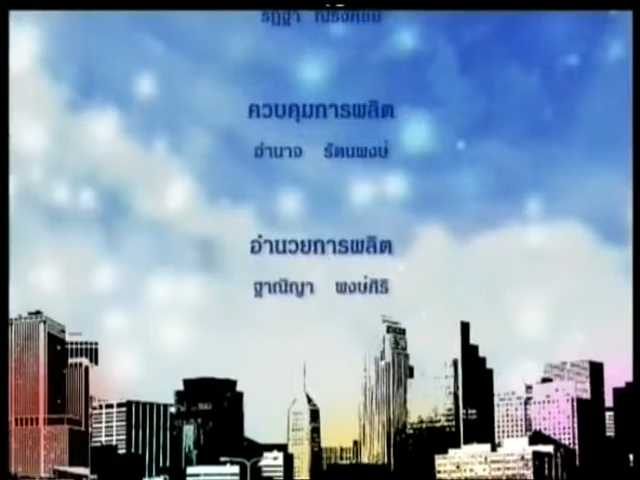 ควบคุมการผลิต
อำนาจ รัตนพงษ์
อำนวยการผลิต
ฐาณิญา พงษ์ศิริ